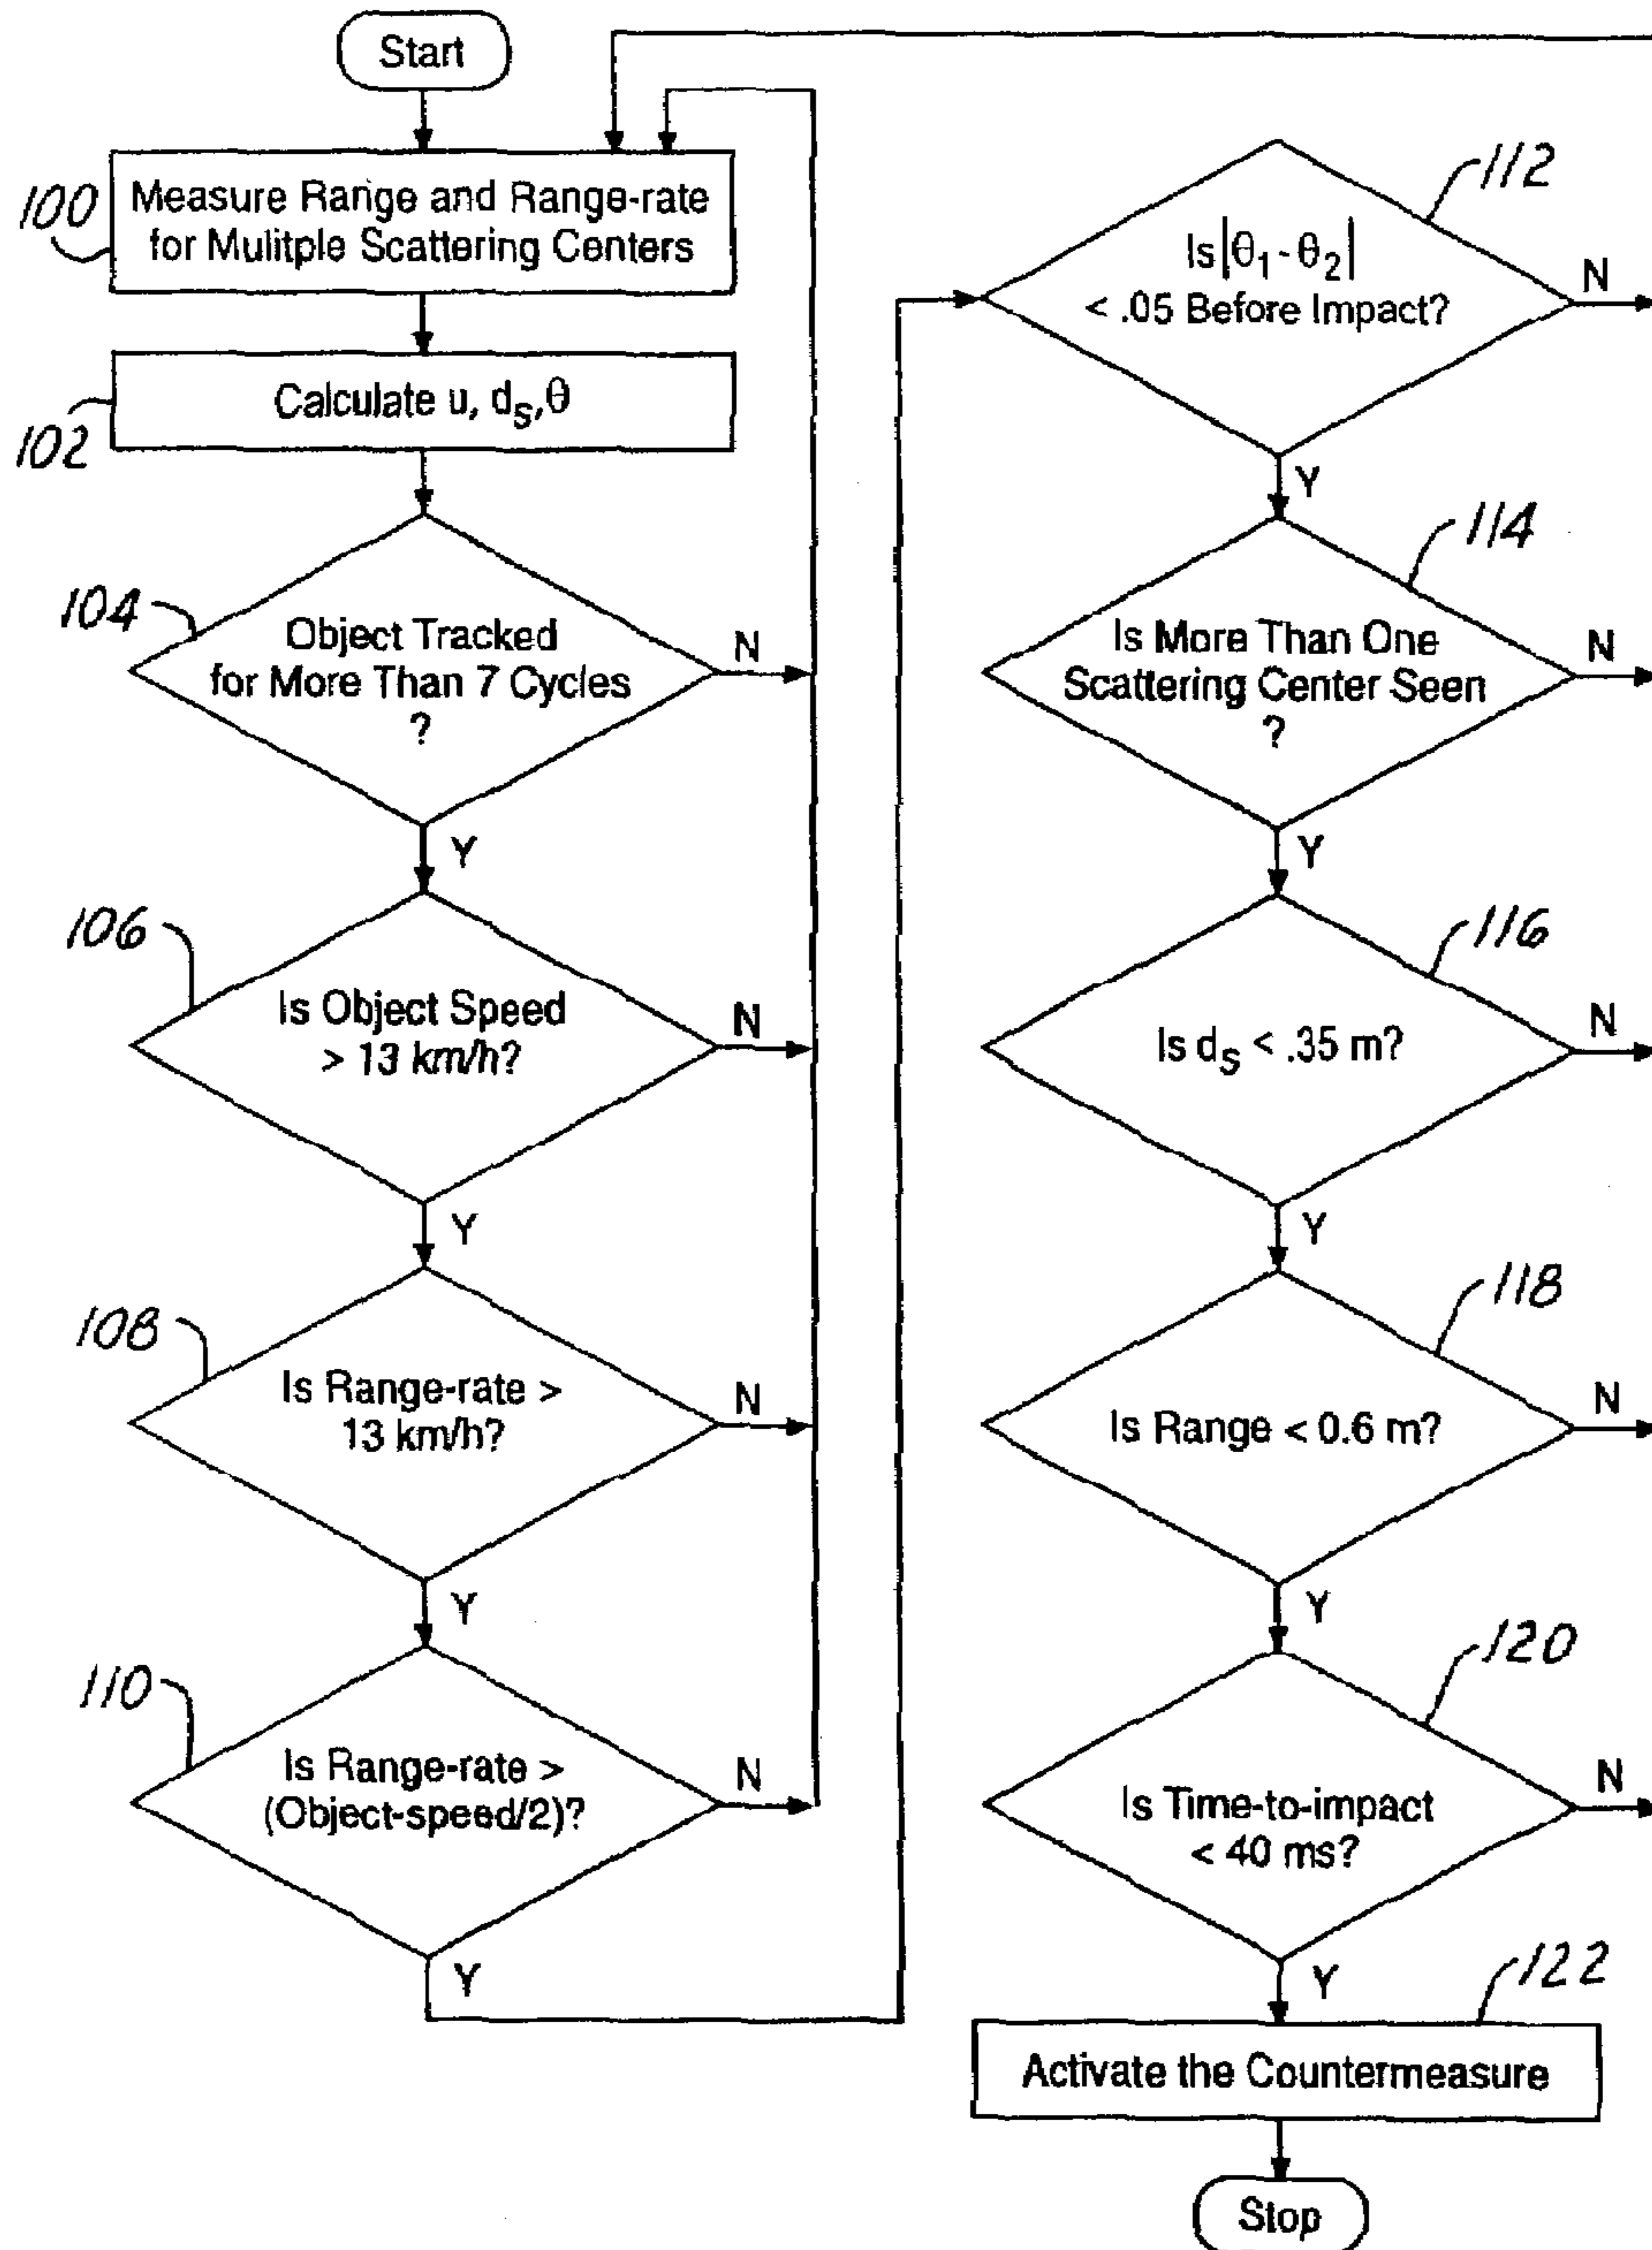 Start
100
Measure Range and Range-rate
for Mulitple Scattering Centers
102
Calculate u, dₛ,θ
104
Object Tracked
for More Than 7 Cycles
?
N
Y
106
Is Object Speed
> 13 km/h?
N
Y
108
Is Range-rate >
13 km/h?
N
Y
110
Is Range-rate >
(Object-speed/2)?
N
Y
112
Is |θ₁ - θ₂|
< .05 Before Impact?
N
Y
114
Is More Than One
Scattering Center Seen
?
N
Y
116
Is dₛ < .35 m?
N
Y
118
Is Range < 0.6 m?
N
Y
120
Is Time-to-impact
< 40 ms?
N
Y
122
Activate the Countermeasure
Stop